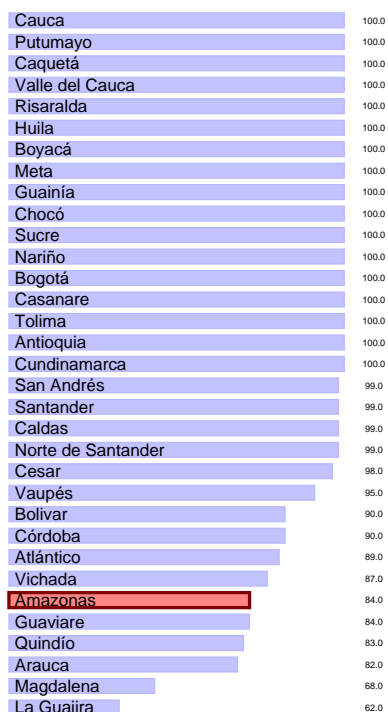 Cauca 100.0
Putumayo 100.0
Caquetá 100.0
Valle del Cauca 100.0
Risaralda 100.0
Huila 100.0
Boyacá 100.0
Meta 100.0
Guainía 100.0
Chocó 100.0
Sucre 100.0
Nariño 100.0
Bogotá 100.0
Casanare 100.0
Tolima 100.0
Antioquia 100.0
Cundinamarca 100.0
San Andrés 99.0
Santander 99.0
Caldas 99.0
Norte de Santander 99.0
Cesar 98.0
Vaupés 95.0
Bolivar 90.0
Córdoba 90.0
Atlántico 89.0
Vichada 87.0
Amazonas 84.0
Guaviare 84.0
Quindío 83.0
Arauca 82.0
Magdalena 68.0
La Guajira 62.0